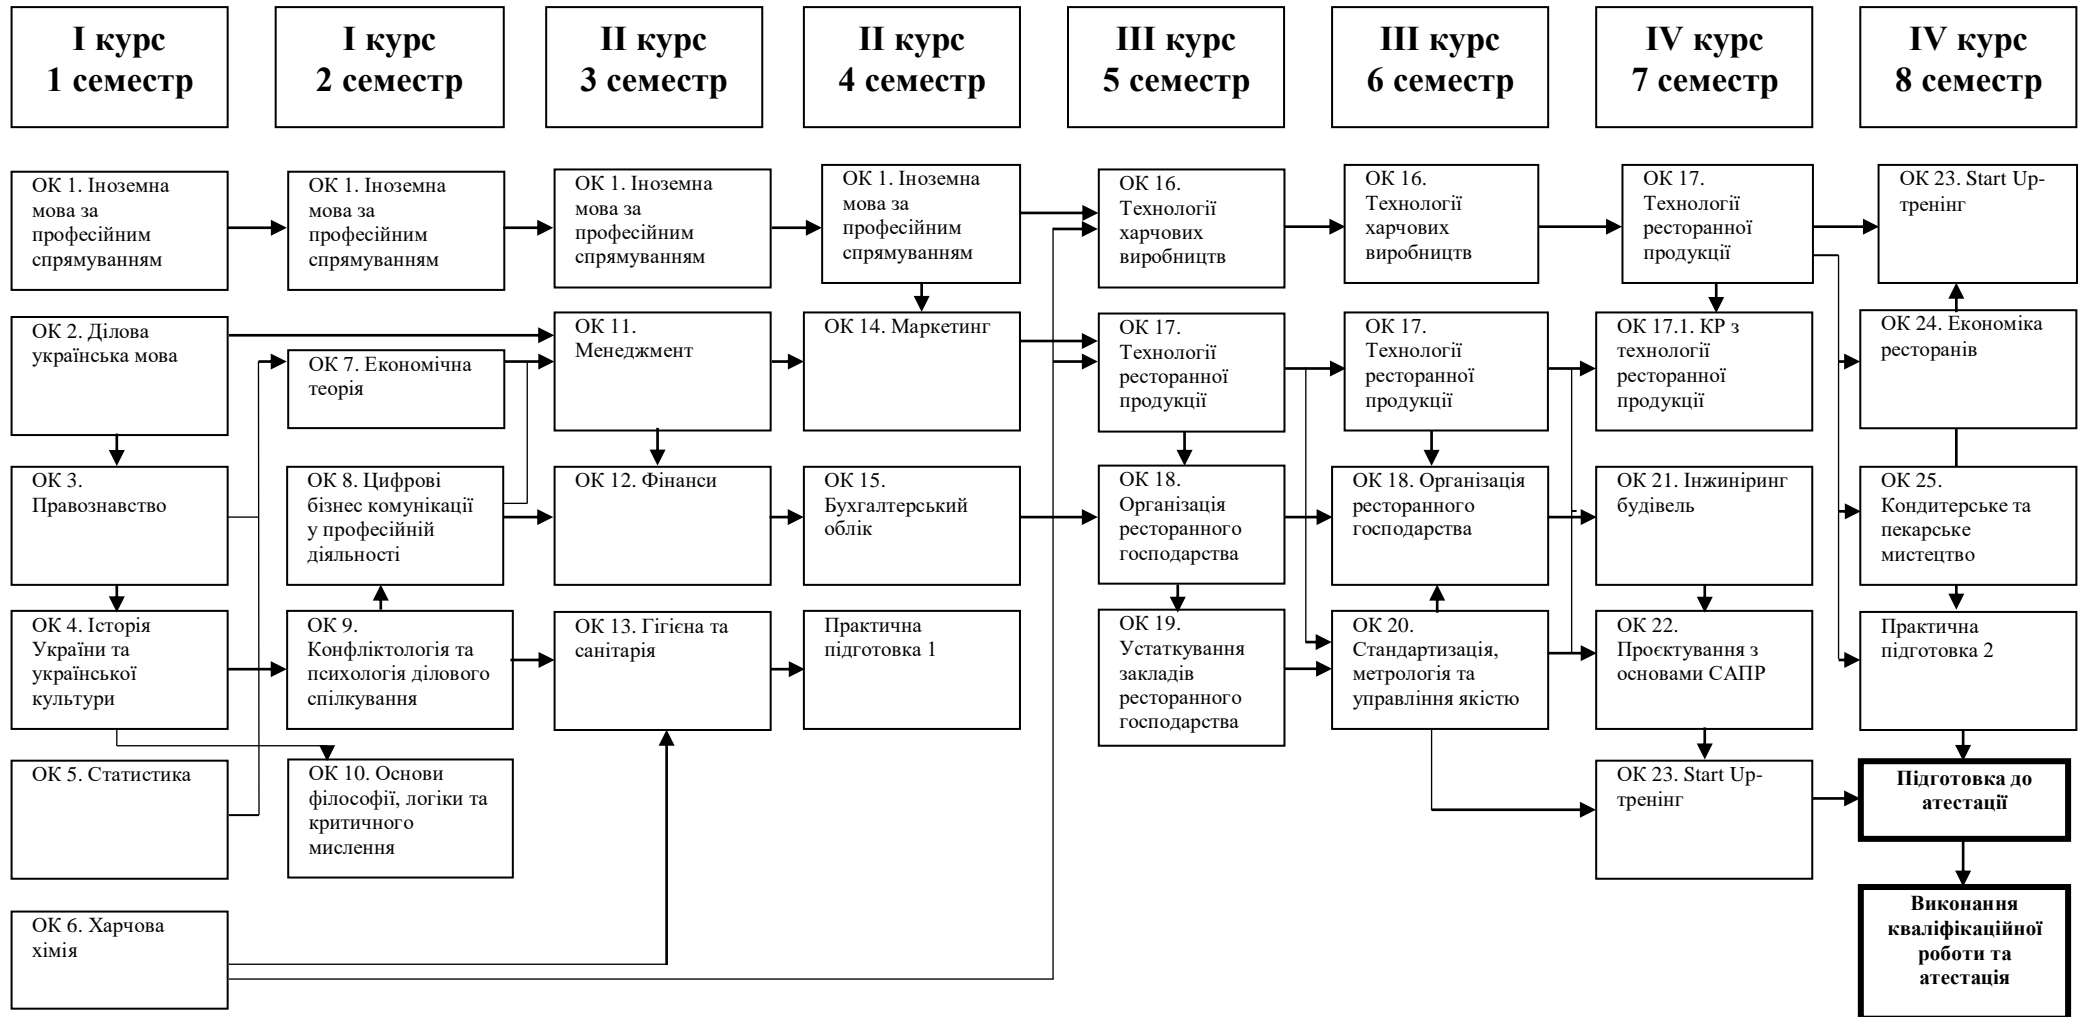 І курс
1 семестр
І курс
2 семестр
ІІ курс
3 семестр
ІІ курс
4 семестр
ІІІ курс
5 семестр
ІІІ курс
6 семестр
IV курс
7 семестр
IV курс
8 семестр
ОК 1. Іноземна
мова за
професійним
спрямуванням
ОК 1. Іноземна
мова за
професійним
спрямуванням
ОК 1. Іноземна
мова за
професійним
спрямуванням
ОК 1. Іноземна
мова за
професійним
спрямуванням
ОК 16.
Технології
харчових
виробництв
ОК 16.
Технології
харчових
виробництв
ОК 17.
Технології
ресторанної
продукції
ОК 23. Start Up-
тренінг
ОК 2. Ділова
українська мова
ОК 7. Економічна
теорія
ОК 11.
Менеджмент
ОК 14. Маркетинг
ОК 17.
Технології
ресторанної
продукції
ОК 17.
Технології
ресторанної
продукції
ОК 17.1. КР з
технології
ресторанної
продукції
ОК 24. Економіка
ресторанів
ОК 3.
Правознавство
ОК 8. Цифрові
бізнес комунікації
у професійній
діяльності
ОК 12. Фінанси
ОК 15.
Бухгалтерський
облік
ОК 18.
Організація
ресторанного
господарства
ОК 18. Організація
ресторанного
господарства
ОК 21. Інжиніринг
будівель
ОК 25.
Кондитерське та
пекарське
мистецтво
ОК 4. Історія
України та
української
культури
ОК 9.
Конфліктологія та
психологія ділового
спілкування
ОК 13. Гігієна та
санітарія
Практична
підготовка 1
ОК 19.
Устаткування
закладів
ресторанного
господарства
ОК 20.
Стандартизація,
метрологія та
управління якістю
ОК 22.
Проєктування з
основами САПР
Практична
підготовка 2
ОК 5. Статистика
ОК 10. Основи
філософії, логіки та
критичного
мислення
ОК 23. Start Up-
тренінг
Підготовка до
атестації
ОК 6. Харчова
хімія
Виконання
кваліфікаційної
роботи та
атестація